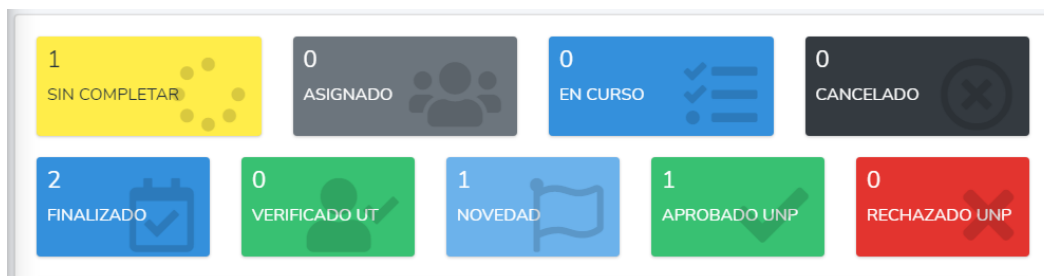 1
SIN COMPLETAR
0
ASIGNADO
0
EN CURSO
0
CANCELADO
2
FINALIZADO
0
VERIFICADO UT
1
NOVEDAD
1
APROBADO UNP
0
RECHAZADO UNP